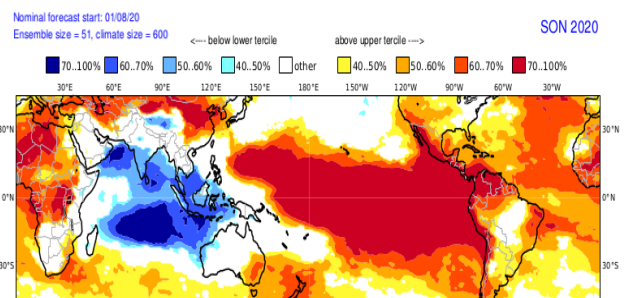 Nominal forecast start: 01/08/20
Ensemble size = 51, climate size = 600
SON 2020
<---- below lower tercile
above upper tercile ---->
70..100% 60..70% 50..60% 40..50% other 40..50% 50..60% 60..70% 70..100%
30°E 60°E 90°E 120°E 150°E 180°E 150°W 120°W 90°W 60°W 30°W
30°N 30°N
0°N 0°N
30°S 30°S